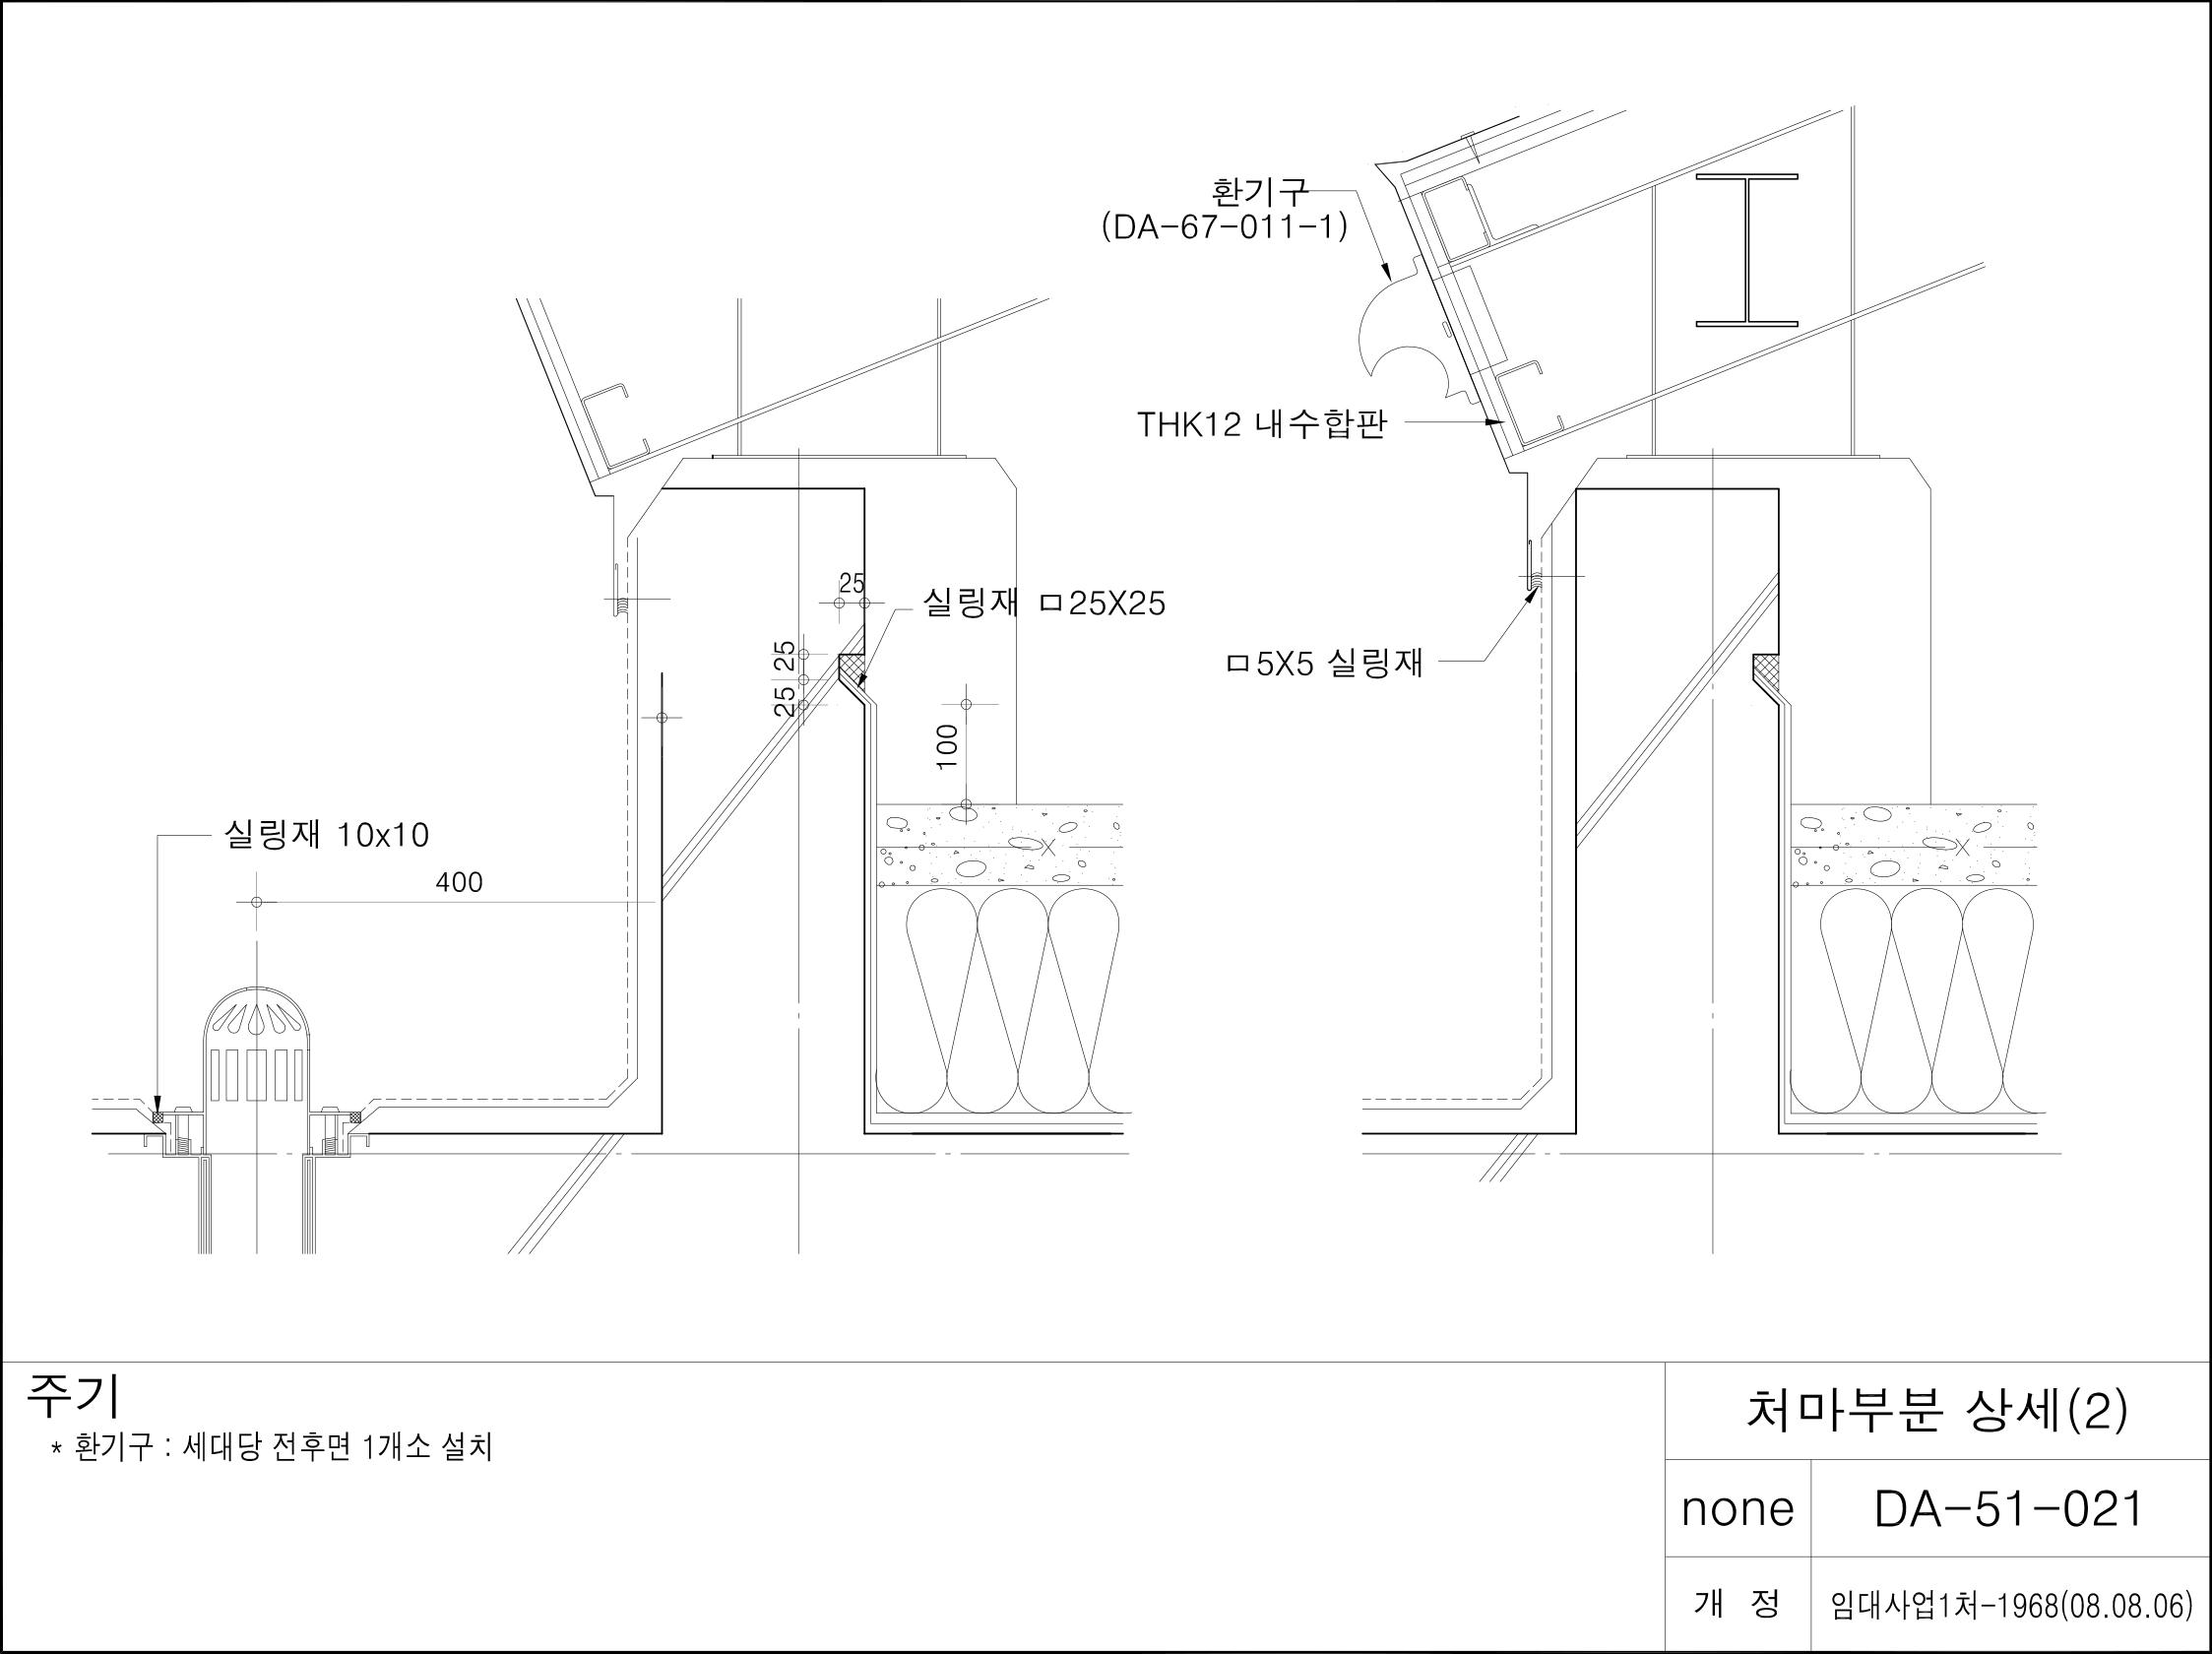 환기구
(DA-67-011-1)
THK12 내수합판
25
실링재 ㅁ25X25
25
25
ㅁ5X5 실링재
100
실링재 10x10
400
주기
* 환기구 : 세대당 전후면 1개소 설치
처마부분 상세(2)
none
DA-51-021
개 정
임대사업1처-1968(08.08.06)